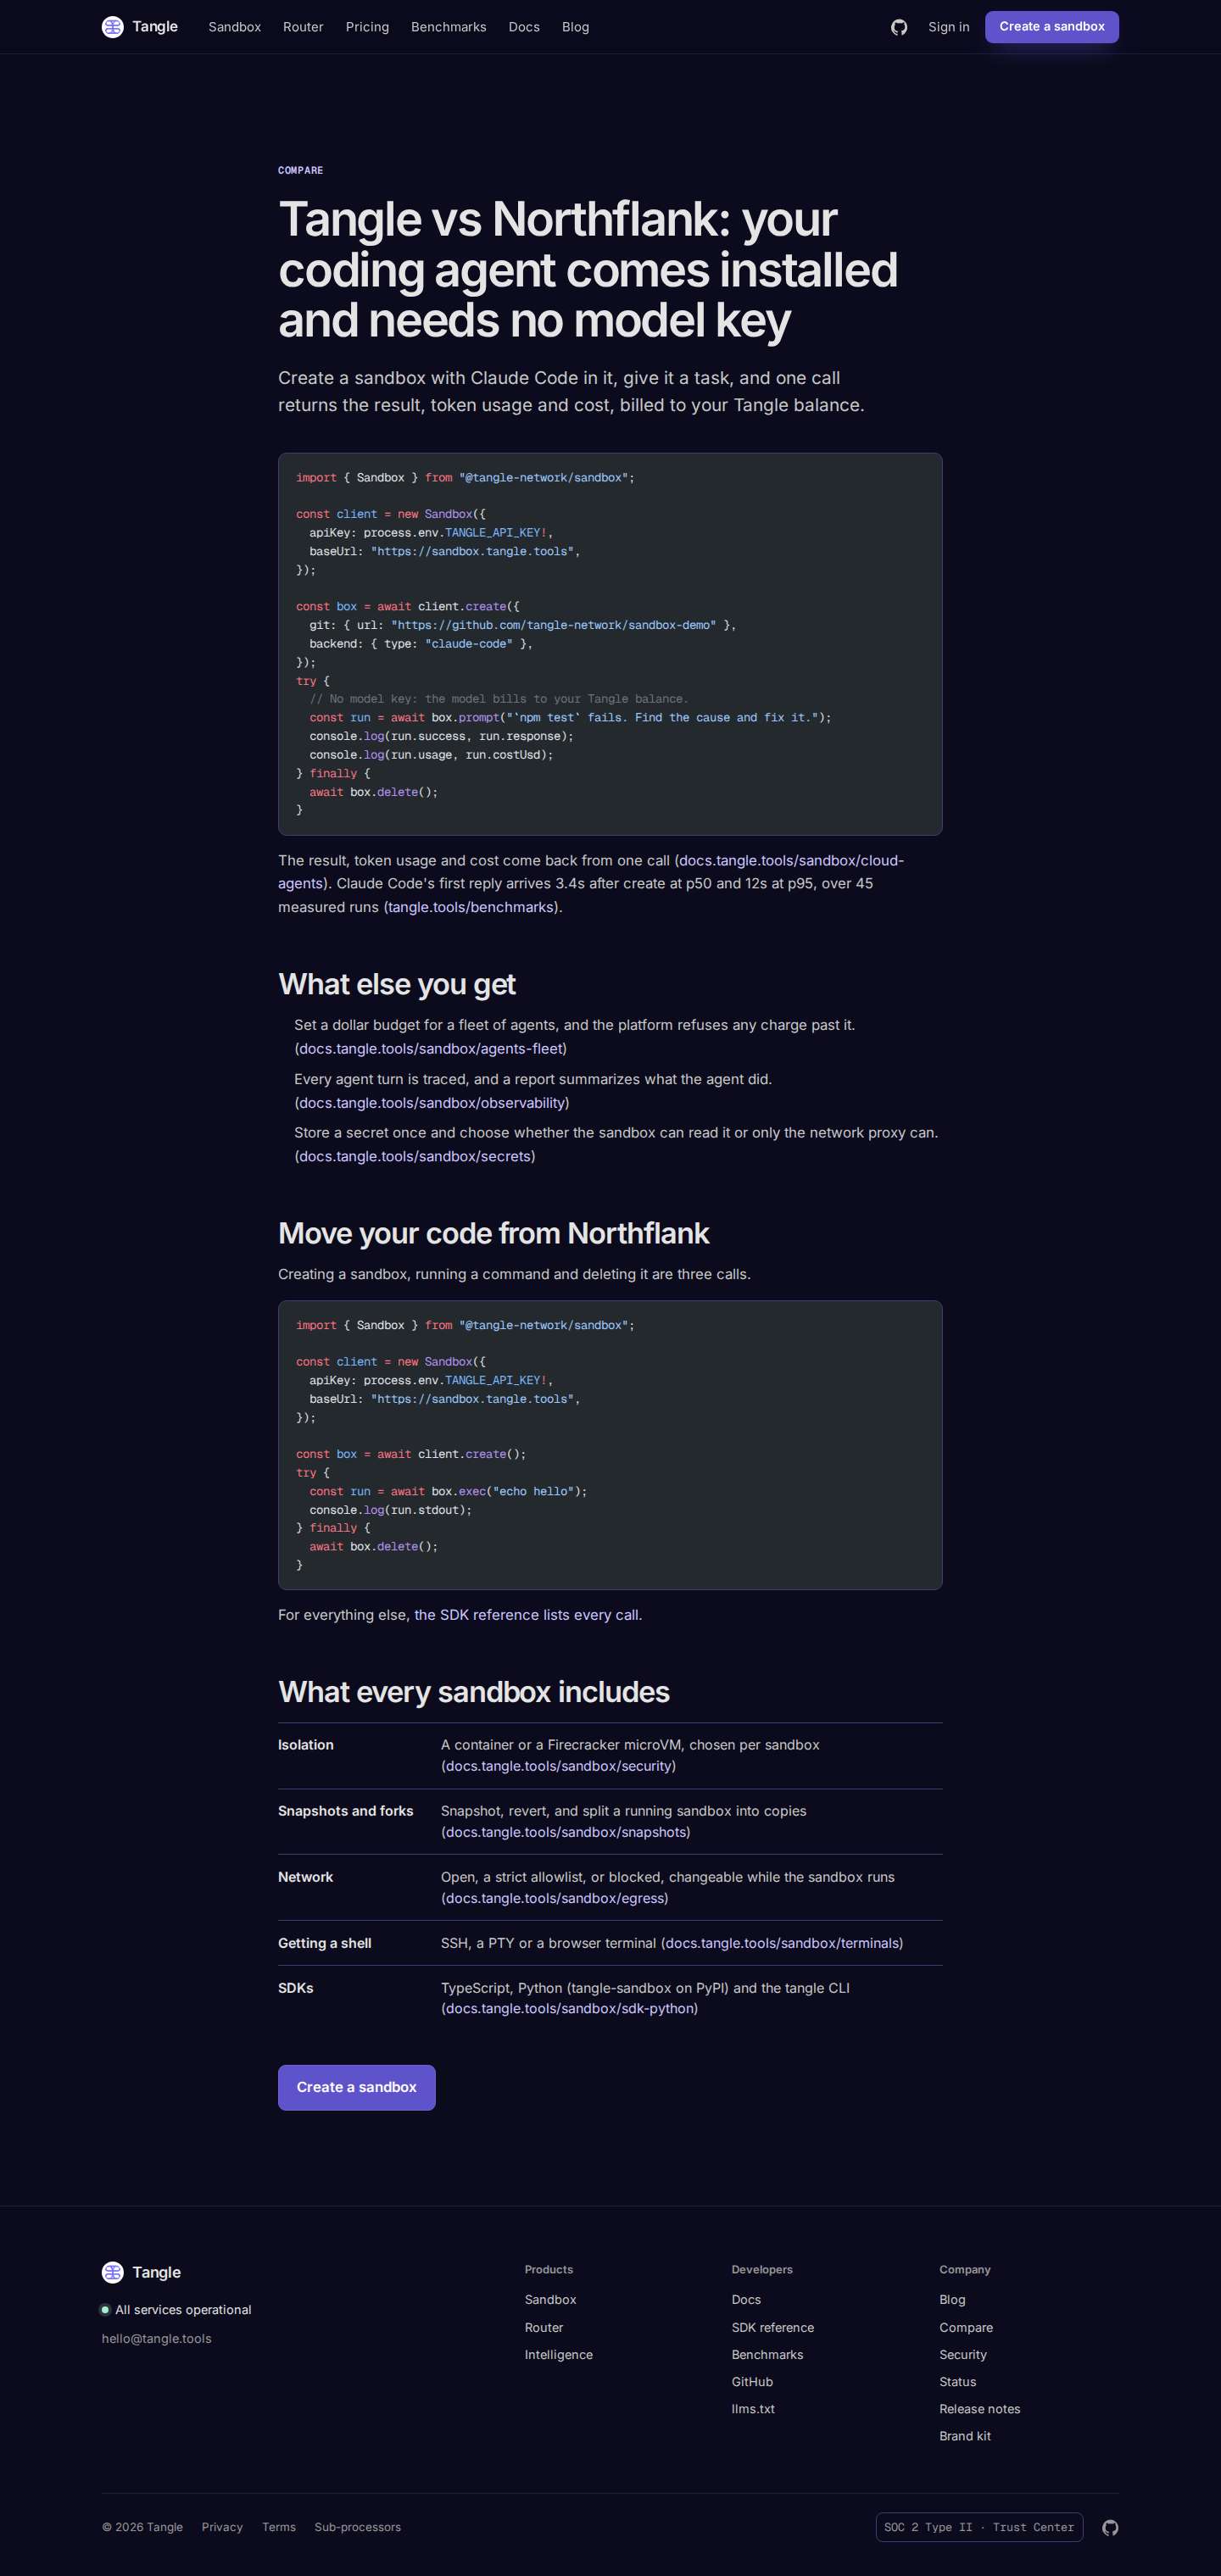 Tangle
Sandbox Router Pricing Benchmarks Docs Blog
Sign in
Create a sandbox
COMPARE
Tangle vs Northflank: your
coding agent comes installed
and needs no model key
Create a sandbox with Claude Code in it, give it a task, and one call
returns the result, token usage and cost, billed to your Tangle balance.
import { Sandbox } from "@tangle-network/sandbox";
const client = new Sandbox({
  apiKey: process.env.TANGLE_API_KEY!,
  baseUrl: "https://sandbox.tangle.tools",
});
const box = await client.create({
  git: { url: "https://github.com/tangle-network/sandbox-demo" },
  backend: { type: "claude-code" },
});
try {
  // No model key: the model bills to your Tangle balance.
  const run = await box.prompt("`npm test` fails. Find the cause and fix it.");
  console.log(run.success, run.response);
  console.log(run.usage, run.costUsd);
} finally {
  await box.delete();
}
The result, token usage and cost come back from one call (docs.tangle.tools/sandbox/cloud-
agents). Claude Code's first reply arrives 3.4s after create at p50 and 12s at p95, over 45
measured runs (tangle.tools/benchmarks).
What else you get
Set a dollar budget for a fleet of agents, and the platform refuses any charge past it.
(docs.tangle.tools/sandbox/agents-fleet)
Every agent turn is traced, and a report summarizes what the agent did.
(docs.tangle.tools/sandbox/observability)
Store a secret once and choose whether the sandbox can read it or only the network proxy can.
(docs.tangle.tools/sandbox/secrets)
Move your code from Northflank
Creating a sandbox, running a command and deleting it are three calls.
import { Sandbox } from "@tangle-network/sandbox";
const client = new Sandbox({
  apiKey: process.env.TANGLE_API_KEY!,
  baseUrl: "https://sandbox.tangle.tools",
});
const box = await client.create();
try {
  const run = await box.exec("echo hello");
  console.log(run.stdout);
} finally {
  await box.delete();
}
For everything else, the SDK reference lists every call.
What every sandbox includes
Isolation
A container or a Firecracker microVM, chosen per sandbox
(docs.tangle.tools/sandbox/security)
Snapshots and forks
Snapshot, revert, and split a running sandbox into copies
(docs.tangle.tools/sandbox/snapshots)
Network
Open, a strict allowlist, or blocked, changeable while the sandbox runs
(docs.tangle.tools/sandbox/egress)
Getting a shell
SSH, a PTY or a browser terminal (docs.tangle.tools/sandbox/terminals)
SDKs
TypeScript, Python (tangle-sandbox on PyPI) and the tangle CLI
(docs.tangle.tools/sandbox/sdk-python)
Create a sandbox
Tangle
All services operational
hello@tangle.tools
Products
Sandbox
Router
Intelligence
Developers
Docs
SDK reference
Benchmarks
GitHub
llms.txt
Company
Blog
Compare
Security
Status
Release notes
Brand kit
© 2026 Tangle Privacy Terms Sub-processors
SOC 2 Type II · Trust Center